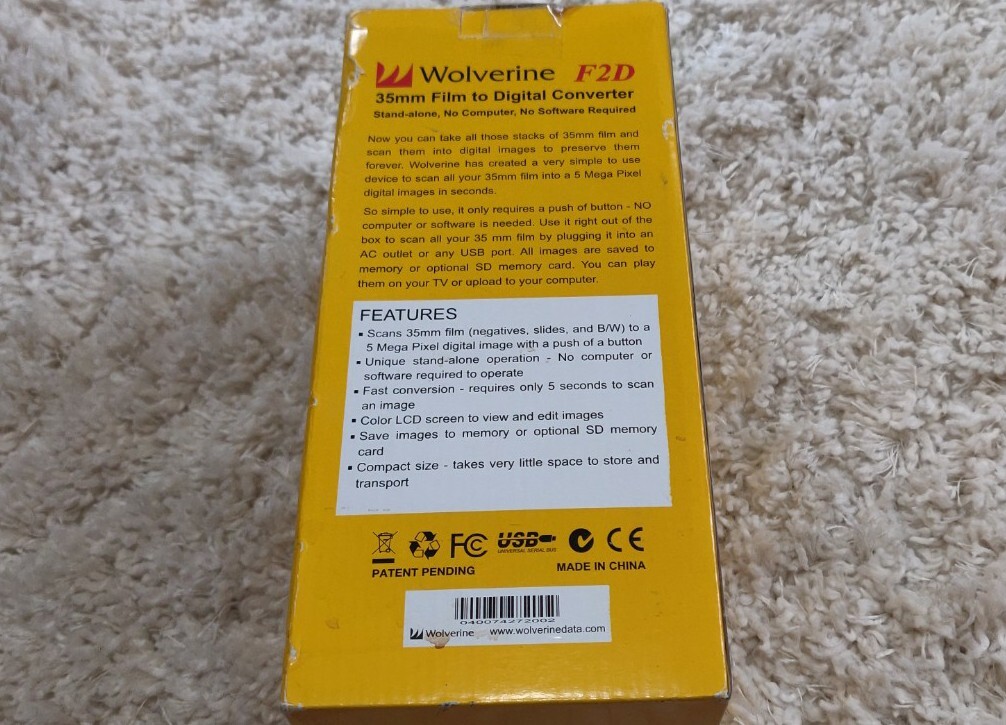 Wolverine F2D
35mm Film to Digital Converter
Stand-alone, No Computer, No Software Required
Now you can take all those stacks of 35mm film and
scan them into digital images to preserve them
forever. Wolverine has created a very simple to use
device to scan all your 35mm film into a 5 Mega Pixel
digital images in seconds.
So simple to use, it only requires a push of button - NO
computer or software is needed. Use it right out of the
box to scan all your 35 mm film by plugging it into an
AC outlet or any USB port. All images are saved to
memory or optional SD memory card. You can play
them on your TV or upload to your computer.
FEATURES
▪ Scans 35mm film (negatives, slides, and B/W) to a
5 Mega Pixel digital image with a push of a button
▪ Unique stand-alone operation - No computer or
software required to operate
▪ Fast conversion - requires only 5 seconds to scan
an image
▪ Color LCD screen to view and edit images
▪ Save images to memory or optional SD memory
card
▪ Compact size - takes very little space to store and
transport
FC USB CE
UNIVERSAL SERIAL BUS
PATENT PENDING MADE IN CHINA
040074272002
Wolverine www.wolverinedata.com